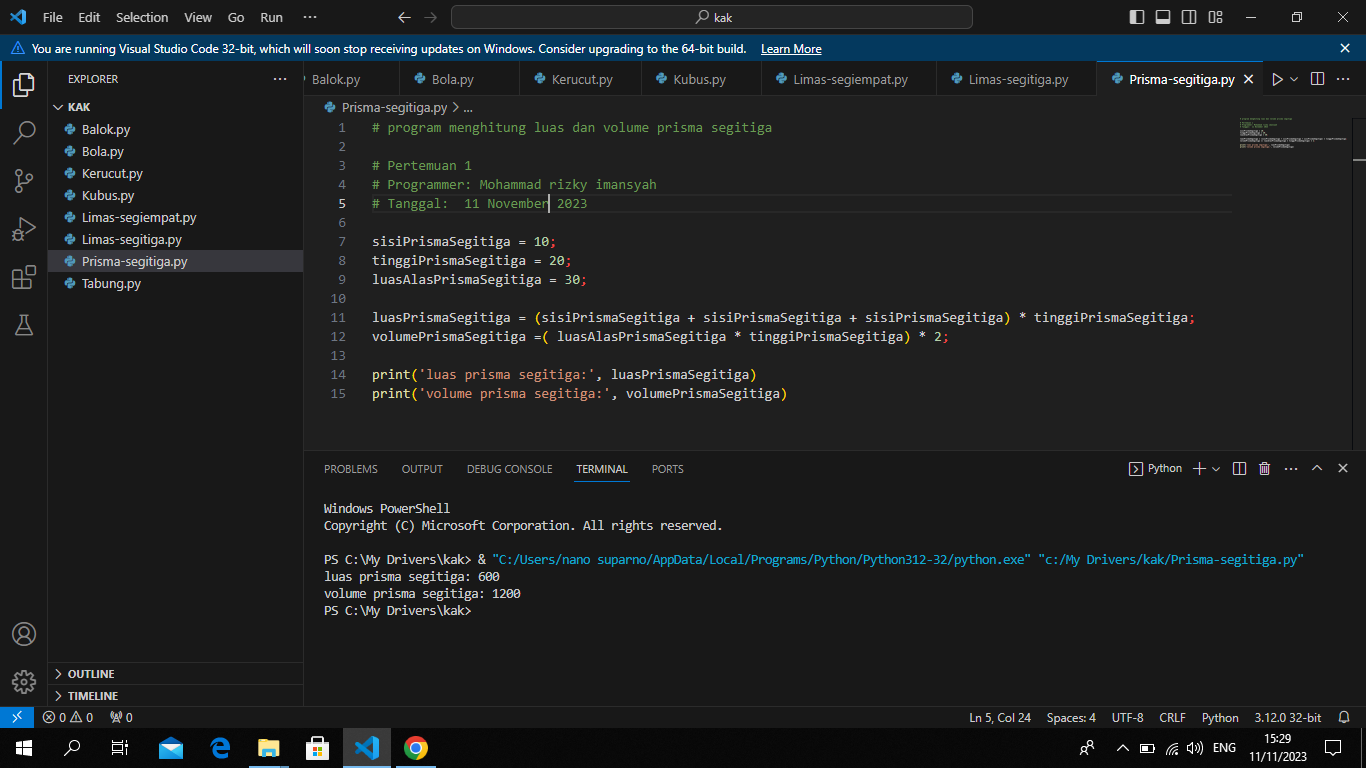 File Edit Selection View Go Run ··· kak
You are running Visual Studio Code 32-bit, which will soon stop receiving updates on Windows. Consider upgrading to the 64-bit build. Learn More
EXPLORER ···
Balok.py Bola.py Kerucut.py Kubus.py Limas-segiempat.py Limas-segitiga.py Prisma-segitiga.py
KAK
Balok.py
Bola.py
Kerucut.py
Kubus.py
Limas-segiempat.py
Limas-segitiga.py
Prisma-segitiga.py
Tabung.py
OUTLINE
TIMELINE
Prisma-segitiga.py > ...
1 # program menghitung luas dan volume prisma segitiga
2
3 # Pertemuan 1
4 # Programmer: Mohammad rizky imansyah
5 # Tanggal:  11 November 2023
6
7 sisiPrismaSegitiga = 10;
8 tinggiPrismaSegitiga = 20;
9 luasAlasPrismaSegitiga = 30;
10
11 luasPrismaSegitiga = (sisiPrismaSegitiga + sisiPrismaSegitiga + sisiPrismaSegitiga) * tinggiPrismaSegitiga;
12 volumePrismaSegitiga =( luasAlasPrismaSegitiga * tinggiPrismaSegitiga) * 2;
13
14 print('luas prisma segitiga:', luasPrismaSegitiga)
15 print('volume prisma segitiga:', volumePrismaSegitiga)
PROBLEMS OUTPUT DEBUG CONSOLE TERMINAL PORTS Python
Windows PowerShell
Copyright (C) Microsoft Corporation. All rights reserved.
PS C:\My Drivers\kak> & "C:/Users/nano suparno/AppData/Local/Programs/Python/Python312-32/python.exe" "c:/My Drivers/kak/Prisma-segitiga.py"
luas prisma segitiga: 600
volume prisma segitiga: 1200
PS C:\My Drivers\kak>
0 0 0 Ln 5, Col 24 Spaces: 4 UTF-8 CRLF Python 3.12.0 32-bit
ENG 15:29
11/11/2023